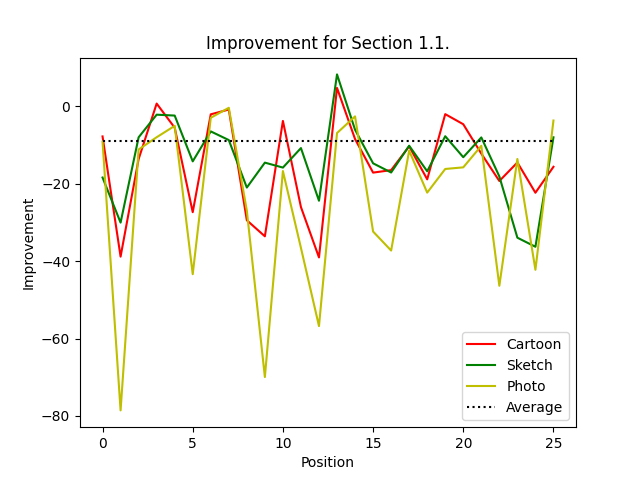 Improvement for Section 1.1.
Improvement
0
−20
−40
−60
−80
Cartoon
Sketch
Photo
Average
0 5 10 15 20 25
Position